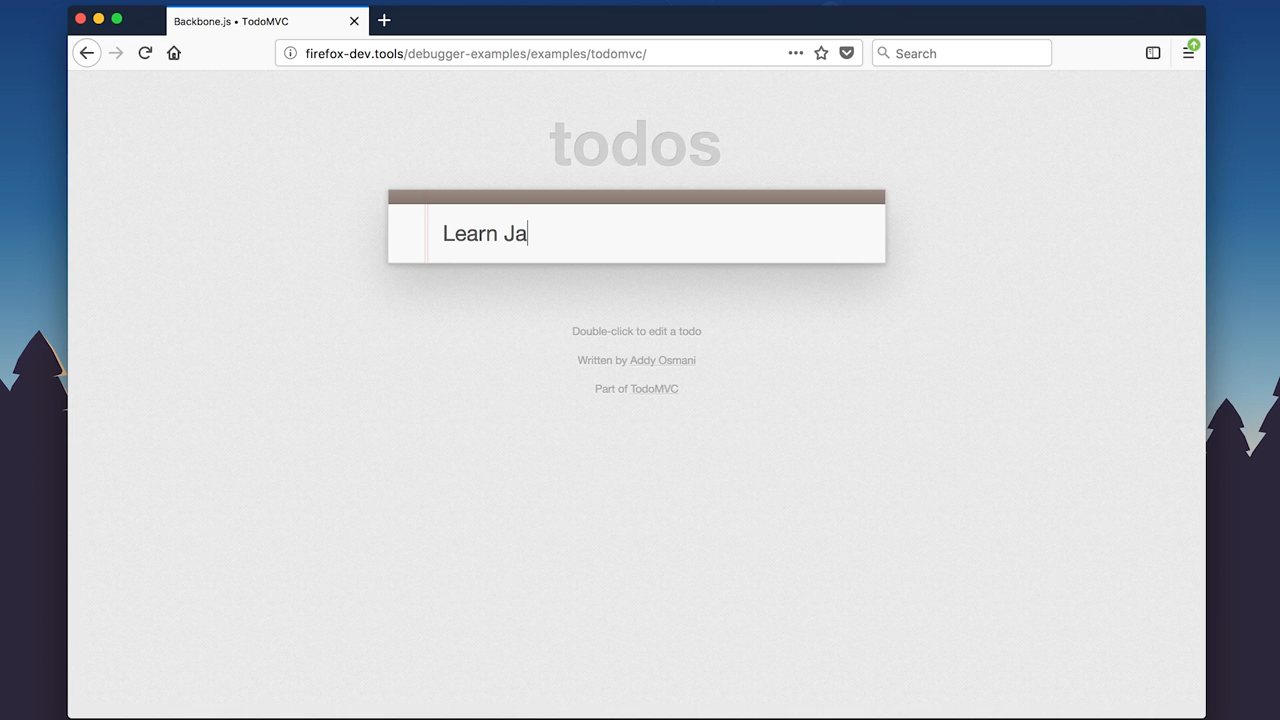 Backbone.js • TodoMVC
firefox-dev.tools/debugger-examples/examples/todomvc/
Search
todos
Learn Ja
Double-click to edit a todo
Written by Addy Osmani
Part of TodoMVC